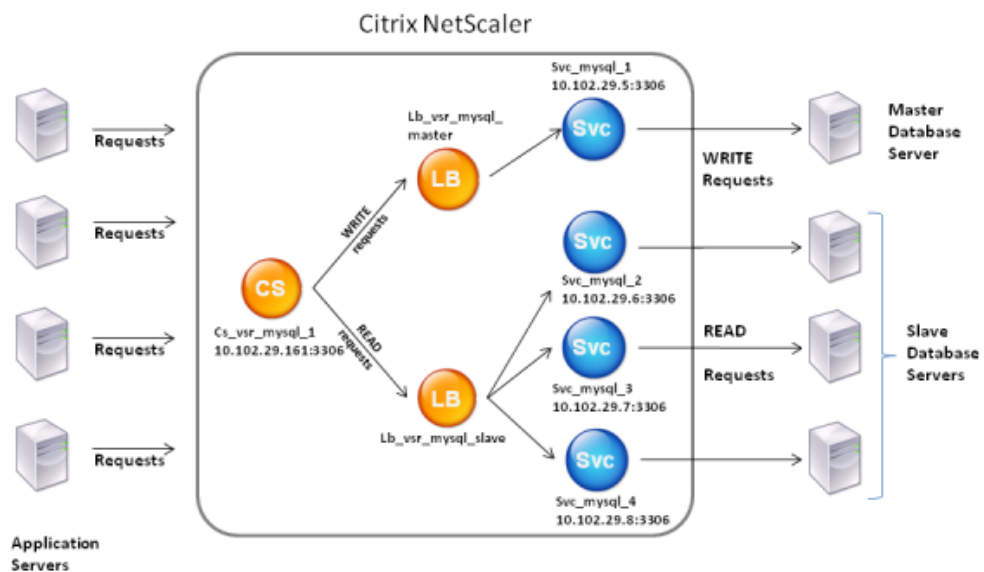 Citrix NetScaler
Requests
Requests
Requests
Requests
Application
Servers
CS
Cs_vsr_mysql_1
10.102.29.161:3306
WRITE
requests
READ
requests
Lb_vsr_mysql_
master
LB
LB
Lb_vsr_mysql_slave
Svc_mysql_1
10.102.29.5:3306
Svc
Svc
Svc_mysql_2
10.102.29.6:3306
Svc
Svc_mysql_3
10.102.29.7:3306
Svc
Svc_mysql_4
10.102.29.8:3306
WRITE
Requests
READ
Requests
Master
Database
Server
Slave
Database
Servers